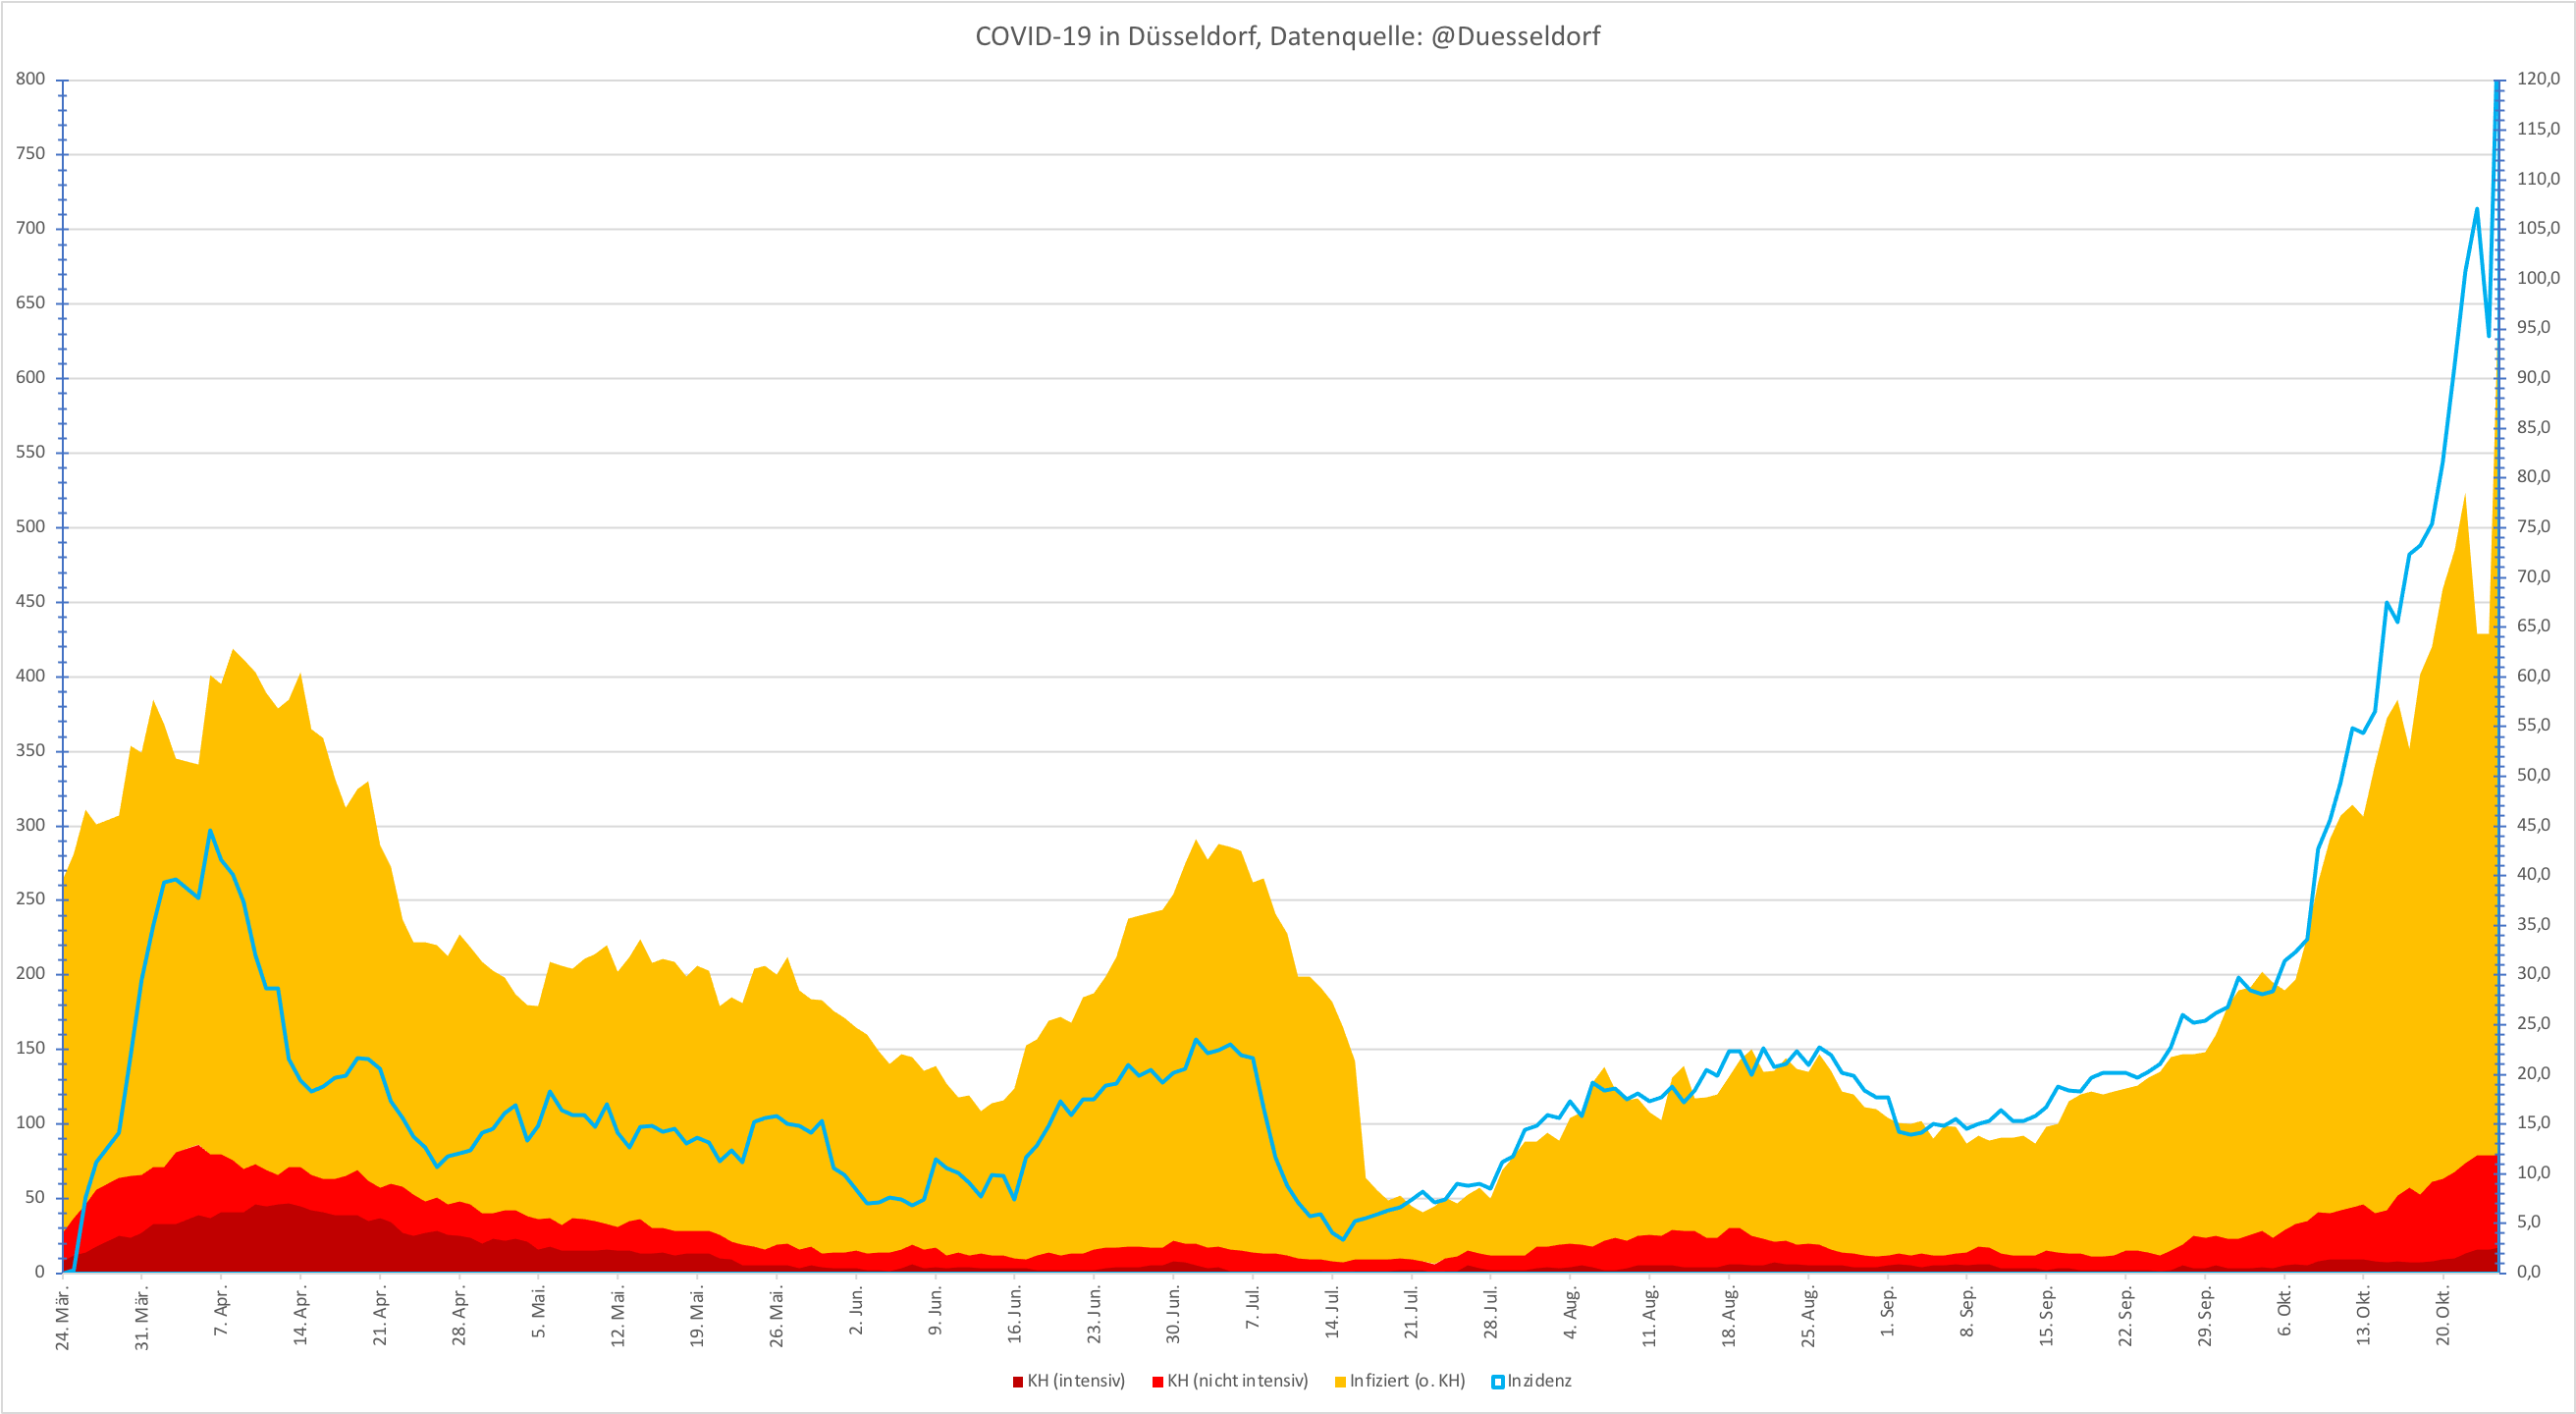 COVID-19 in Düsseldorf, Datenquelle: @Duesseldorf
800
750
700
650
600
550
500
450
400
350
300
250
200
150
100
50
0
120,0
115,0
110,0
105,0
100,0
95,0
90,0
85,0
80,0
75,0
70,0
65,0
60,0
55,0
50,0
45,0
40,0
35,0
30,0
25,0
20,0
15,0
10,0
5,0
0,0
24. Mär.
31. Mär.
7. Apr.
14. Apr.
21. Apr.
28. Apr.
5. Mai.
12. Mai.
19. Mai.
26. Mai.
2. Jun.
9. Jun.
16. Jun.
23. Jun.
30. Jun.
7. Jul.
14. Jul.
21. Jul.
28. Jul.
4. Aug.
11. Aug.
18. Aug.
25. Aug.
1. Sep.
8. Sep.
15. Sep.
22. Sep.
29. Sep.
6. Okt.
13. Okt.
20. Okt.
KH (intensiv) KH (nicht intensiv) Infiziert (o. KH) Inzidenz